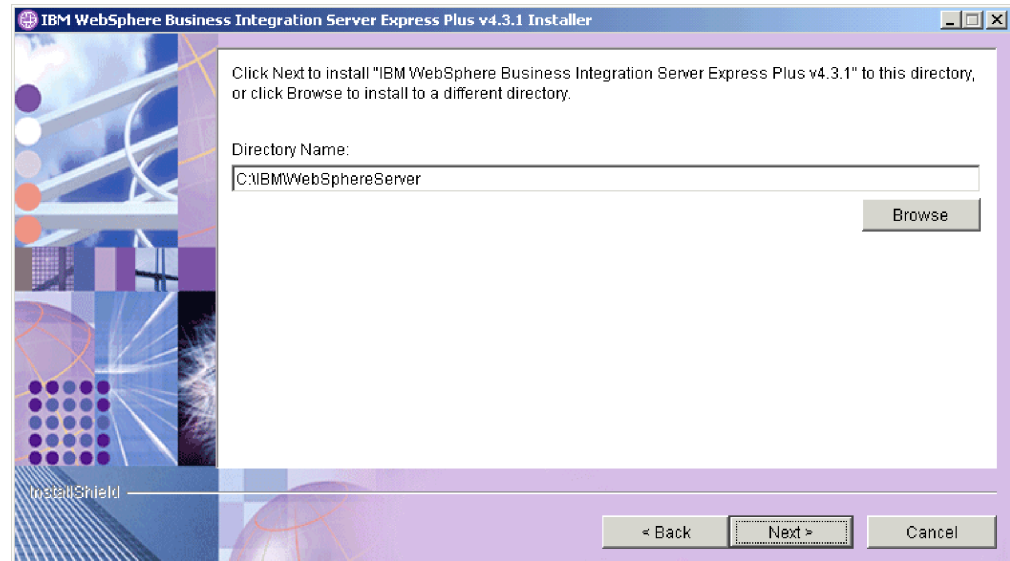 IBM WebSphere Business Integration Server Express Plus v4.3.1 Installer
Click Next to install "IBM WebSphere Business Integration Server Express Plus v4.3.1" to this directory,
or click Browse to install to a different directory.
Directory Name:
C:\IBM\WebSphereServer
Browse
InstallShield
< Back
Next >
Cancel